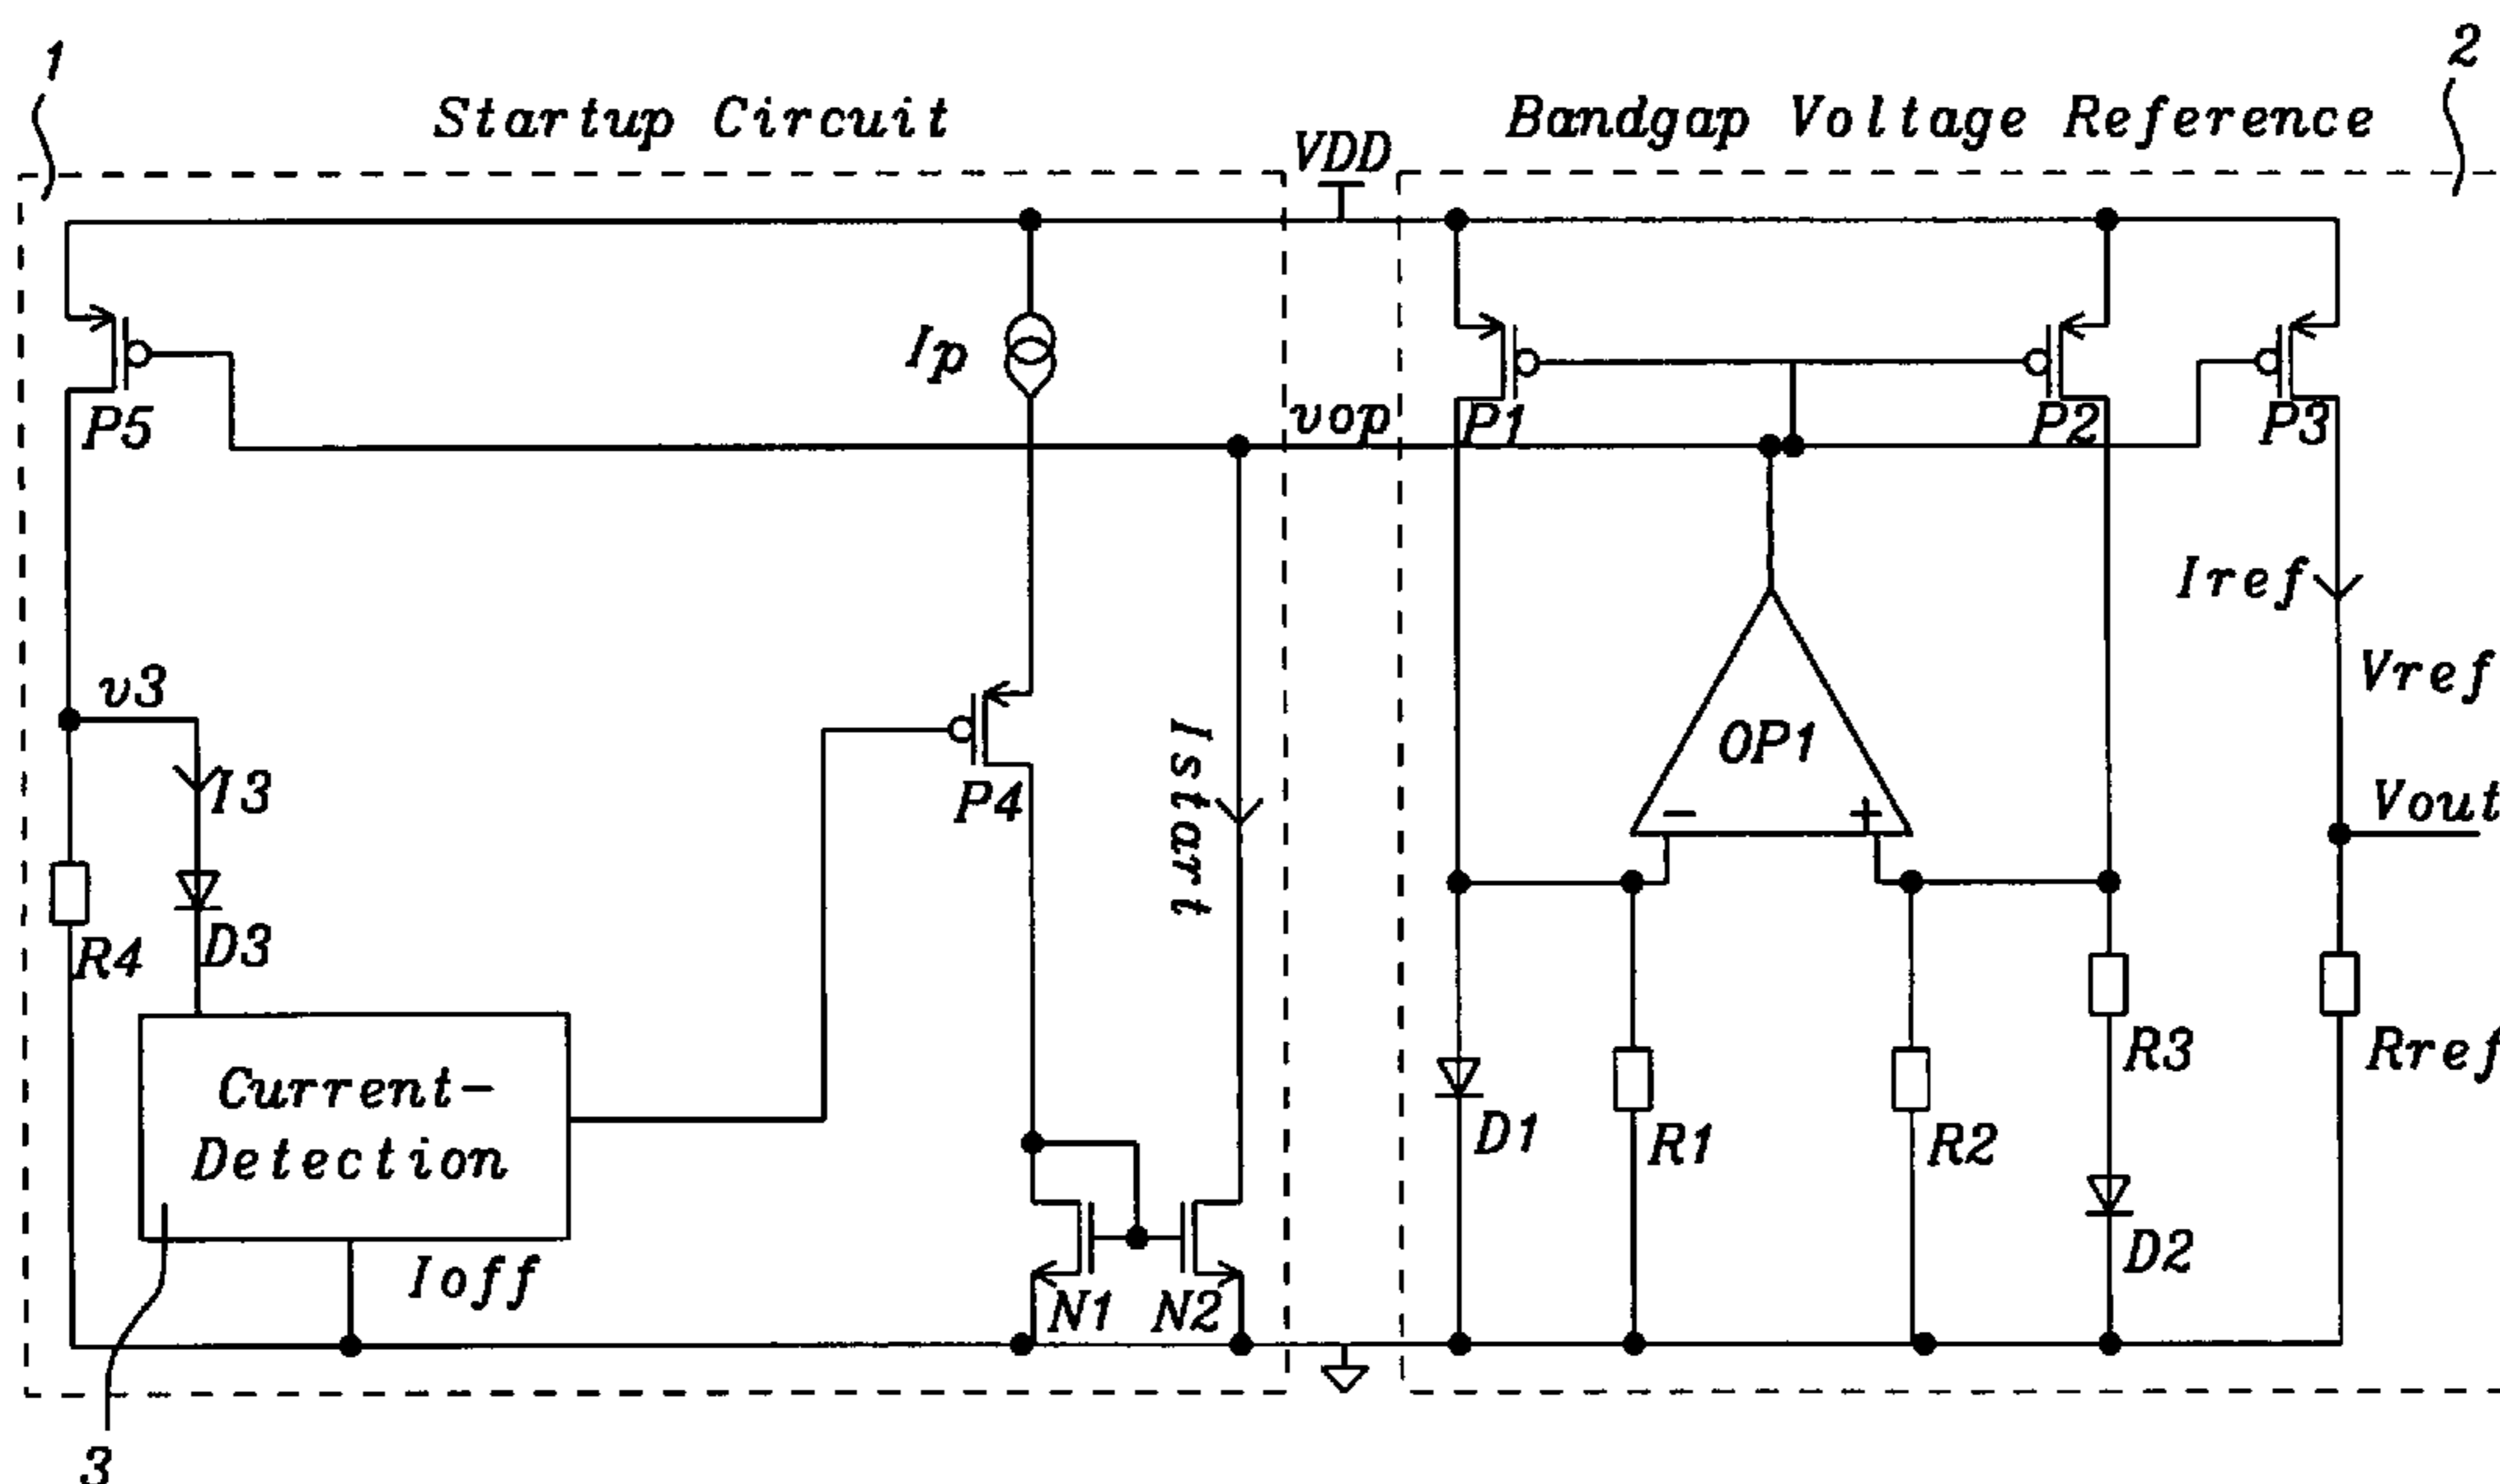 1
2
Startup Circuit
Bandgap Voltage Reference
VDD
Ip
vop
P5
P1
P2
P3
Iref
v3
Vref
I3
P4
Istart
OP1
-
+
Vout
R4
D3
Current-
Detection
R3
Rref
D1
R1
R2
D2
Ioff
N1
N2
3